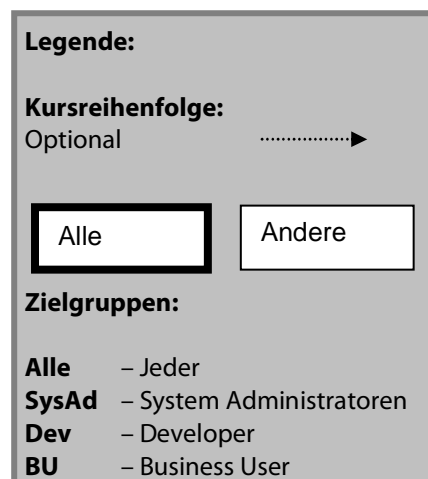 Legende:
Kursreihenfolge:
Optional
Alle Andere
Zielgruppen:
Alle – Jeder
SysAd – System Administratoren
Dev – Developer
BU – Business User